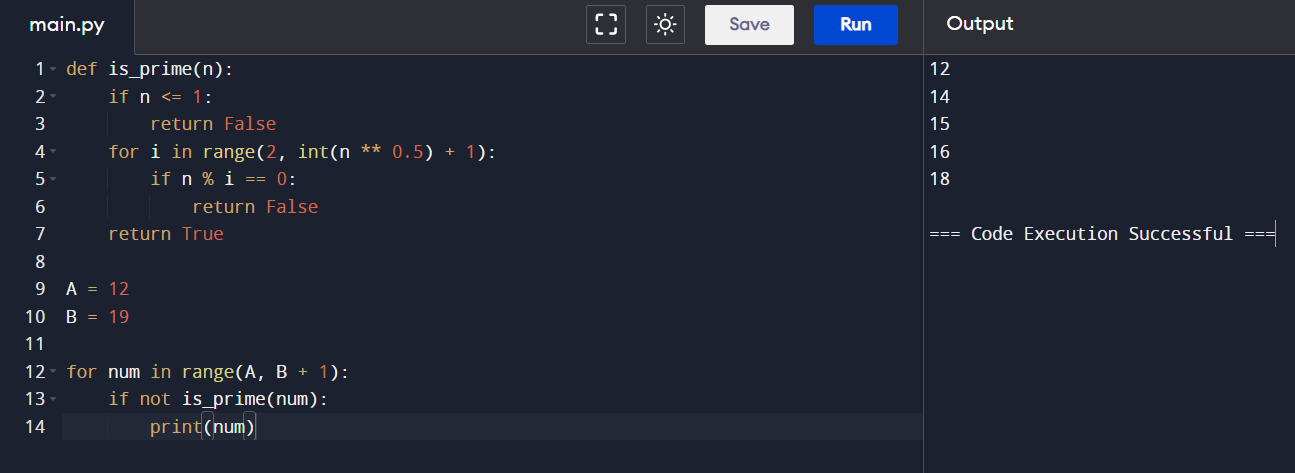 main.py
Save
Run
Output
1 def is_prime(n):
2     if n <= 1:
3         return False
4     for i in range(2, int(n ** 0.5) + 1):
5         if n % i == 0:
6             return False
7     return True
8
9 A = 12
10 B = 19
11
12 for num in range(A, B + 1):
13     if not is_prime(num):
14         print(num)
12
14
15
16
18
=== Code Execution Successful ===